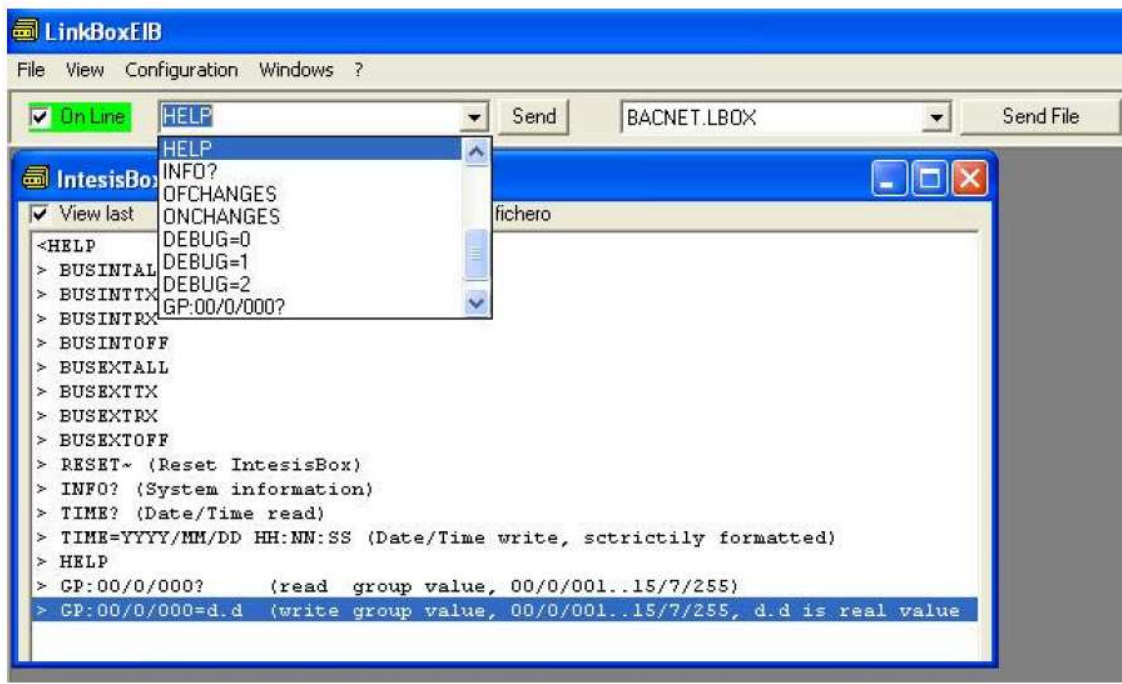 LinkBoxEIB
File View Configuration Windows ?
On Line HELP Send BACNET.LBOX Send File
HELP
INFO?
OFCHANGES
ONCHANGES
DEBUG=0
DEBUG=1
DEBUG=2
GP:00/0/000?
IntesisBo
View last fichero
<HELP
> BUSINTAL
> BUSINTTX
> BUSINTRX
> BUSINTOFF
> BUSEXTALL
> BUSEXTTX
> BUSEXTRX
> BUSEXTOFF
> RESET~ (Reset IntesisBox)
> INFO? (System information)
> TIME? (Date/Time read)
> TIME=YYYY/MM/DD HH:NN:SS (Date/Time write, sctrictily formatted)
> HELP
> GP:00/0/000? (read group value, 00/0/001..15/7/255)
> GP:00/0/000=d.d (write group value, 00/0/001..15/7/255, d.d is real value